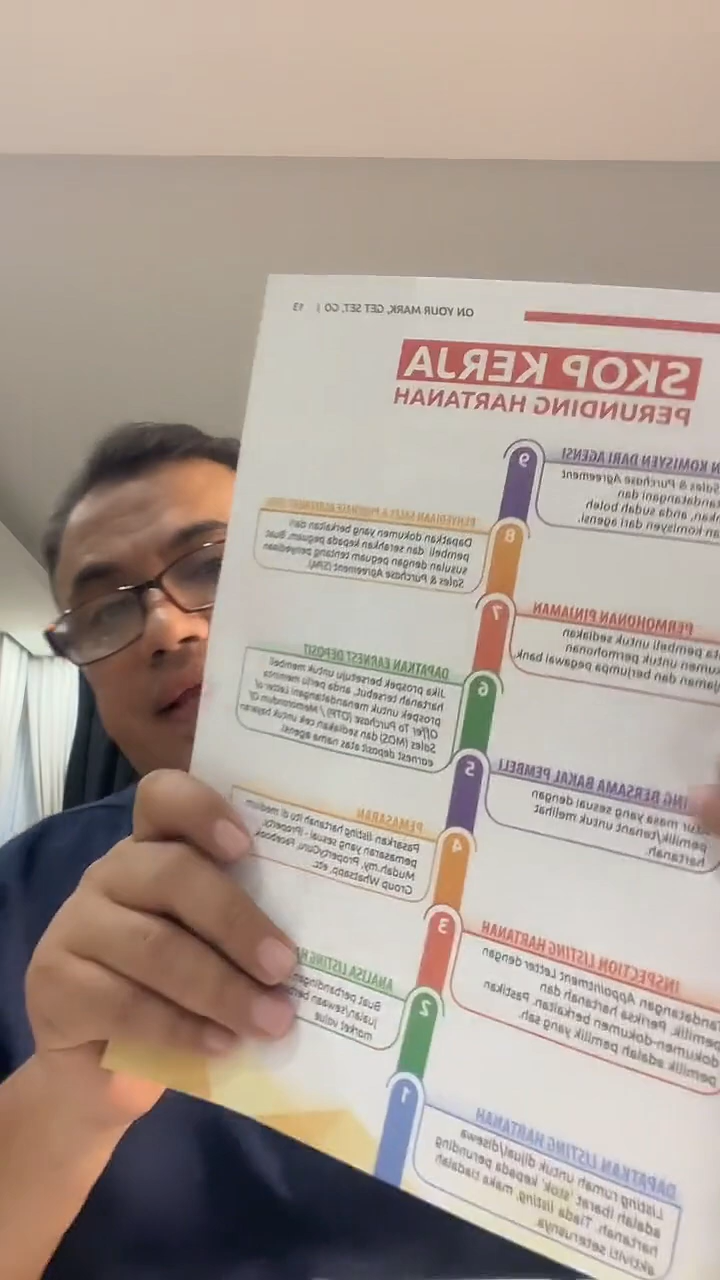 ON YOUR MARK, GET SET, GO | 13
SKOP KERJA
PERUNDING HARTANAH
9
KOMISYEN DARI AGENSI
Sales & Purchase Agreement
ditandatangani dan
anda sudah boleh
komisyen dari agensi.
8
PENYEDIAAN SALES & PURCHASE AGREEMENT
Dapatkan dokumen yang berkaitan dari
pembeli dan serahkan kepada peguam. Buat
susulan dengan peguam tentang penyediaan
Sales & Purchase Agreement (SPA).
7
PERMOHONAN PINJAMAN
pembeli untuk sediakan
untuk permohonan
dan berjumpa pegawai bank.
6
DAPATKAN EARNEST DEPOSIT
Jika prospek bersetuju untuk membeli
hartanah tersebut, anda perlu meminta
prospek untuk menandatangani Letter of
Offer To Purchase (OTP) / Memorandum Of
Sales (MOS) dan sediakan cek untuk bayaran
earnest deposit atas nama agensi.
5
BERSAMA BAKAL PEMBELI
masa yang sesuai dengan
pemilik/tenant untuk melihat
hartanah.
4
PEMASARAN
Pasarkan listing hartanah itu di medium
pemasaran yang sesuai - iProperty,
Mudah.my, PropertyGuru, Facebook,
Group Whatsapp, etc.
3
INSPECTION LISTING HARTANAH
Appointment Letter dengan
pemilik. Periksa hartanah dan
dokumen-dokumen berkaitan. Pastikan
pemilik adalah pemilik yang sah.
2
ANALISA LISTING
Buat perbandingan
jualan/sewaan
market value
1
DAPATKAN LISTING HARTANAH
Listing rumah untuk dijual/disewa
adalah ibarat 'stok' kepada perunding
hartanah. Tiada listing, maka tiadalah
aktiviti seterusnya.